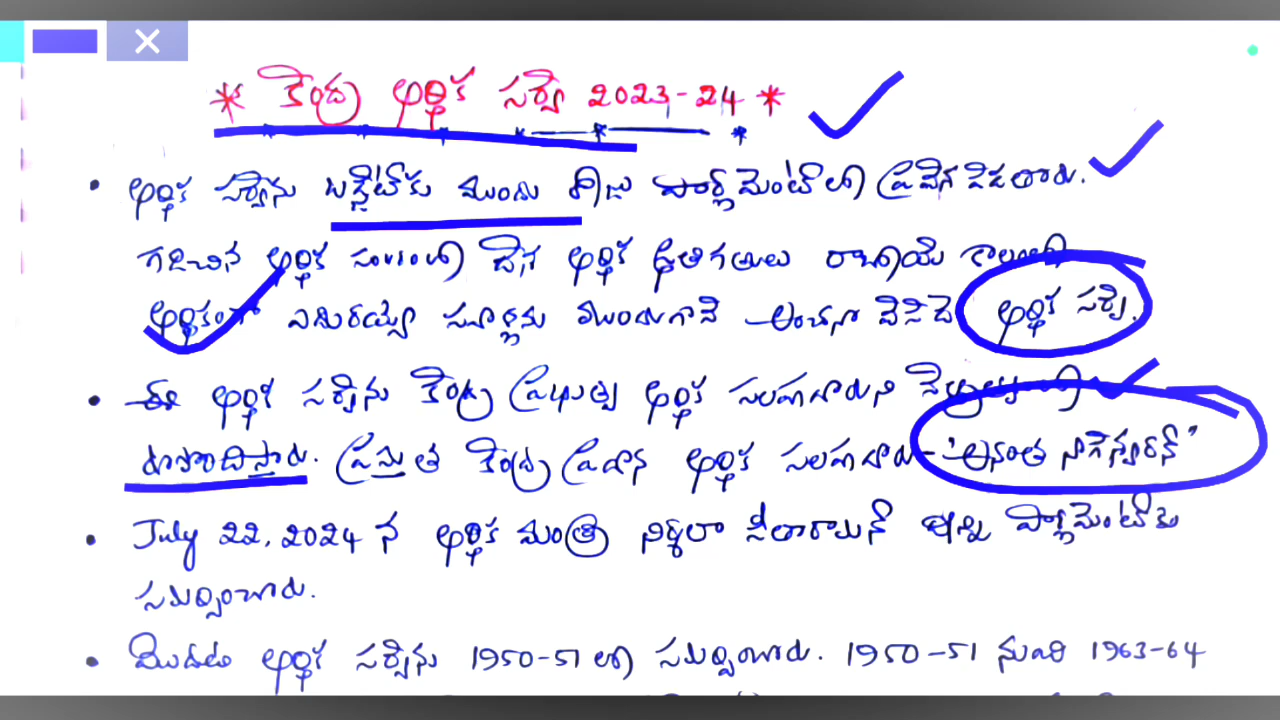 * కేంద్ర ఆర్థిక సర్వే 2023-24 *
• ఆర్థిక సర్వేను బడ్జెట్‌కు ముందు రోజు పార్లమెంట్‌లో ప్రవేశపెడతారు.
గడిచిన ఆర్థిక సంలో దేశ ఆర్థిక స్థితిగతులు రాబోయే కాలంలో
ఆర్థికంగా ఎదురయ్యే సవాళ్లను ముందుగానే అంచనా వేసేదే ఆర్థిక సర్వే.
• ఈ ఆర్థిక సర్వేను కేంద్ర ప్రభుత్వ ఆర్థిక సలహాదారుని నేతృత్వంలో
రూపొందిస్తారు. ప్రస్తుత కేంద్ర ప్రధాన ఆర్థిక సలహాదారు - "అనంత నాగేశ్వరన్"
• July 22, 2024 న ఆర్థిక మంత్రి నిర్మలా సీతారామన్ దీన్ని పార్లమెంట్‌కు
సమర్పించారు.
• మొదట ఆర్థిక సర్వేను 1950-51 లో సమర్పించారు. 1950-51 నుండి 1963-64